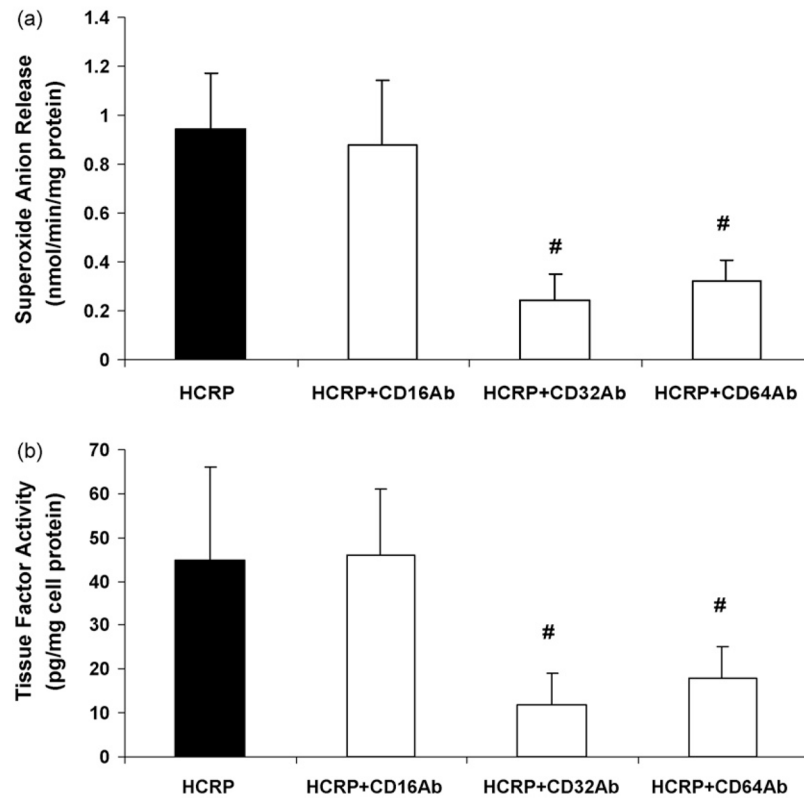 (a)
Superoxide Anion Release
(nmol/min/mg protein)
1.4
1.2
1
0.8
0.6
0.4
0.2
0
#
#
HCRP
HCRP+CD16Ab
HCRP+CD32Ab
HCRP+CD64Ab
(b)
Tissue Factor Activity
(pg/mg cell protein)
70
60
50
40
30
20
10
0
#
#
HCRP
HCRP+CD16Ab
HCRP+CD32Ab
HCRP+CD64Ab